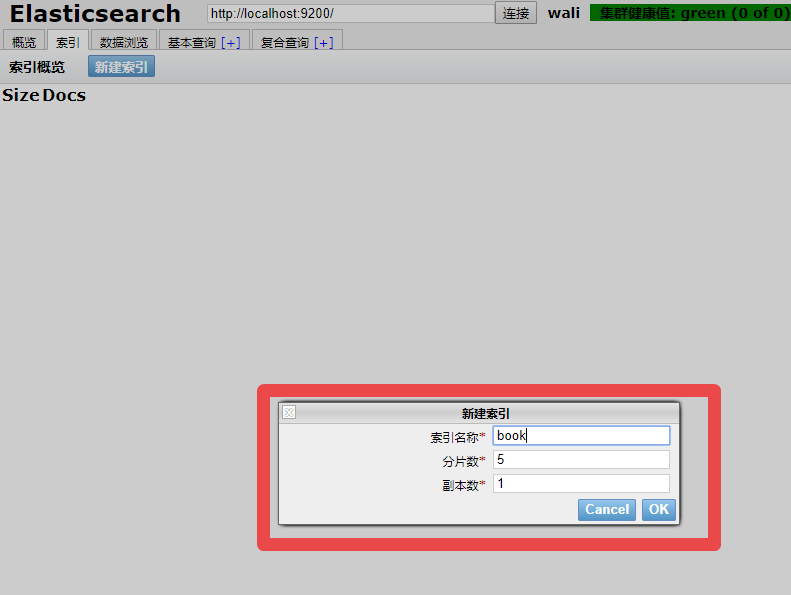 Elasticsearch http://localhost:9200/ 连接 wali 集群健康值: green (0 of 0)
概览 索引 数据浏览 基本查询 [+] 复合查询 [+]
索引概览 新建索引
Size Docs
新建索引
索引名称* book
分片数* 5
副本数* 1
Cancel OK